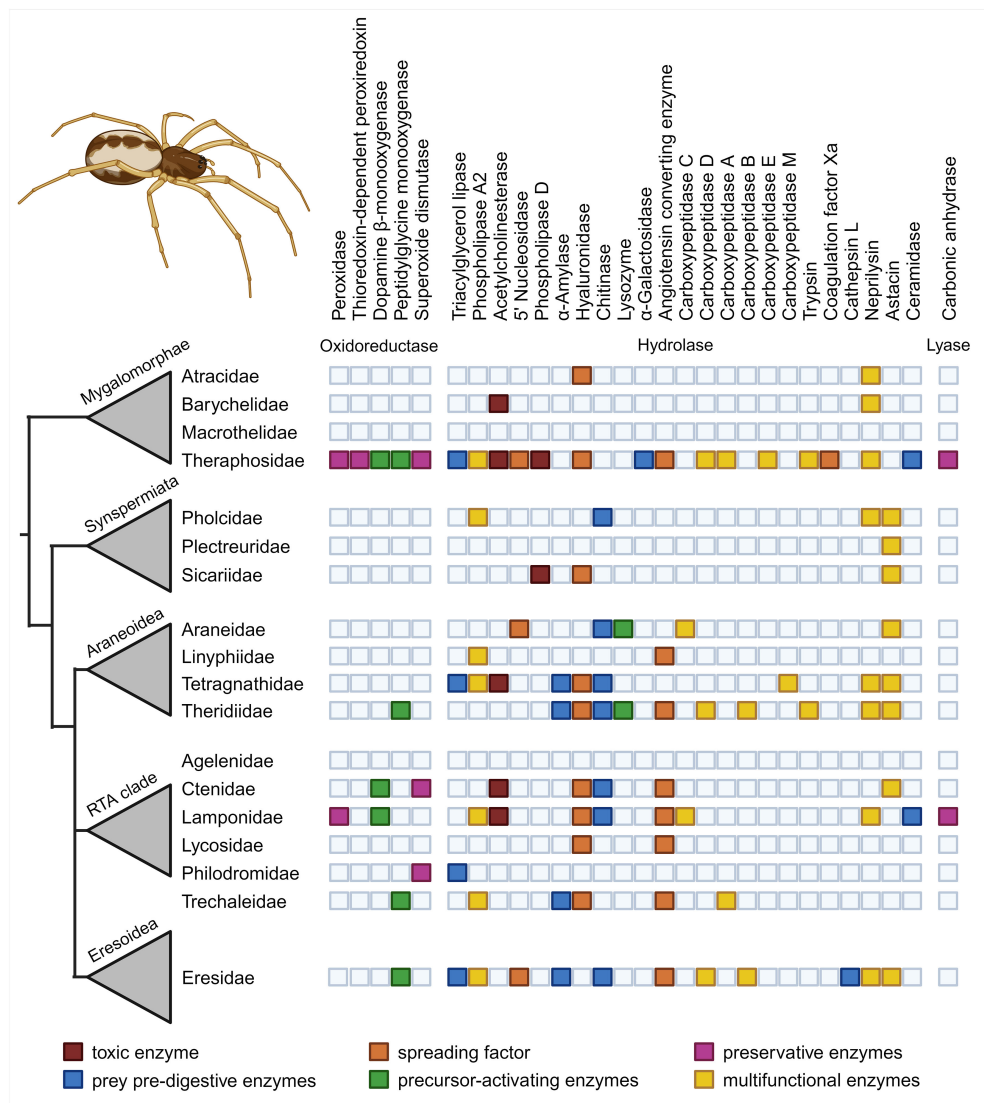 Peroxidase
Thioredoxin-dependent peroxiredoxin
Dopamine β-monooxygenase
Peptidylglycine monooxygenase
Superoxide dismutase
Triacylglycerol lipase
Phospholipase A2
Acetylcholinesterase
5' Nucleosidase
Phospholipase D
α-Amylase
Hyaluronidase
Chitinase
Lysozyme
α-Galactosidase
Angiotensin converting enzyme
Carboxypeptidase C
Carboxypeptidase D
Carboxypeptidase A
Carboxypeptidase B
Carboxypeptidase E
Carboxypeptidase M
Trypsin
Coagulation factor Xa
Cathepsin L
Neprilysin
Astacin
Ceramidase
Carbonic anhydrase
Oxidoreductase
Hydrolase
Lyase
Mygalomorphae
Atracidae
Barychelidae
Macrothelidae
Theraphosidae
Synspermiata
Pholcidae
Plectreuridae
Sicariidae
Araneoidea
Araneidae
Linyphiidae
Tetragnathidae
Theridiidae
RTA clade
Agelenidae
Ctenidae
Lamponidae
Lycosidae
Philodromidae
Trechaleidae
Eresoidea
Eresidae
toxic enzyme
spreading factor
preservative enzymes
prey pre-digestive enzymes
precursor-activating enzymes
multifunctional enzymes